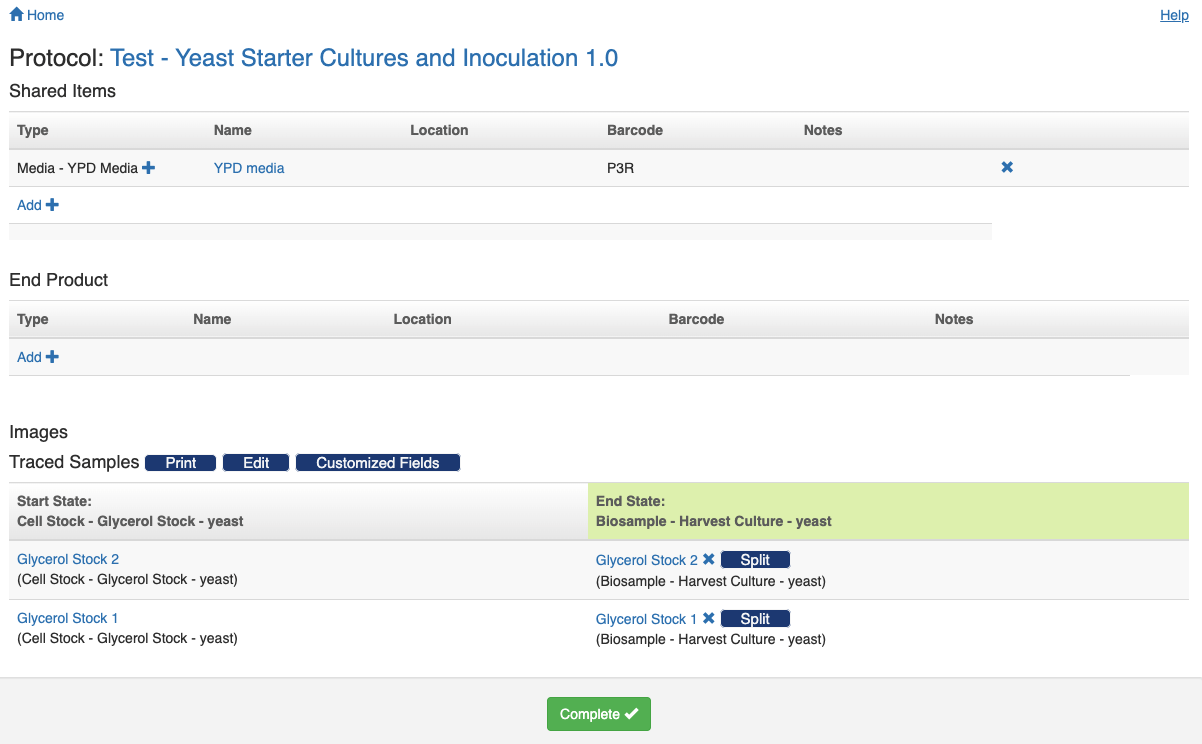 Home
Help
Protocol: Test - Yeast Starter Cultures and Inoculation 1.0
Shared Items
Type Name Location Barcode Notes
Media - YPD Media YPD media P3R
Add
End Product
Type Name Location Barcode Notes
Add
Images
Traced Samples Print Edit Customized Fields
Start State: End State:
Cell Stock - Glycerol Stock - yeast Biosample - Harvest Culture - yeast
Glycerol Stock 2 Glycerol Stock 2 Split
(Cell Stock - Glycerol Stock - yeast) (Biosample - Harvest Culture - yeast)
Glycerol Stock 1 Glycerol Stock 1 Split
(Cell Stock - Glycerol Stock - yeast) (Biosample - Harvest Culture - yeast)
Complete